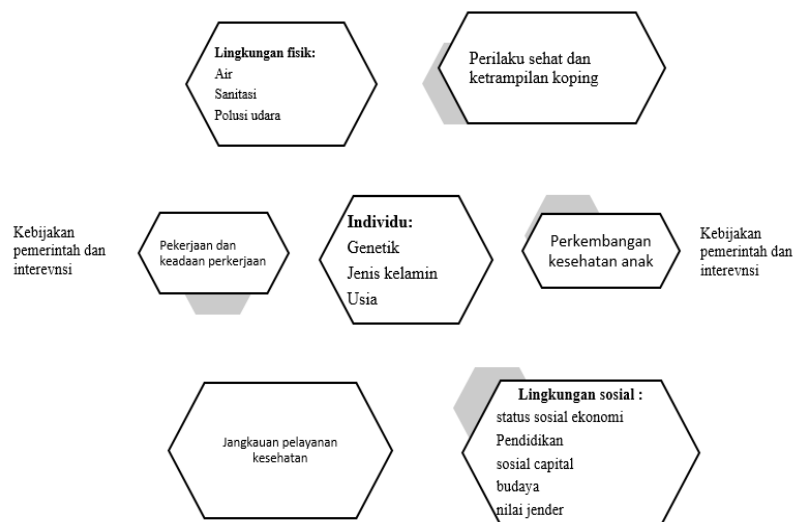 Lingkungan fisik:
Air
Sanitasi
Polusi udara
Perilaku sehat dan
ketrampilan koping
Kebijakan
pemerintah dan
interevnsi
Pekerjaan dan
keadaan perkerjaan
Individu:
Genetik
Jenis kelamin
Usia
Perkembangan
kesehatan anak
Kebijakan
pemerintah dan
interevnsi
Jangkauan pelayanan
kesehatan
Lingkungan sosial :
status sosial ekonomi
Pendidikan
sosial capital
budaya
nilai jender